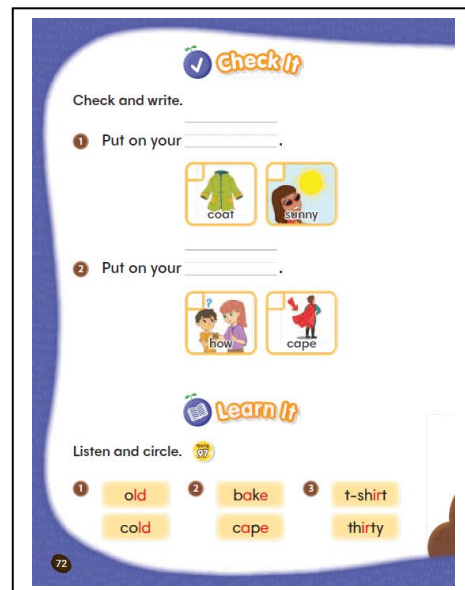 Check It
Check and write.
1 Put on your .
coat sunny
2 Put on your .
?
how cape
Learn It
Listen and circle. Track 97
1 old 2 bake 3 t-shirt
cold cape thirty
72